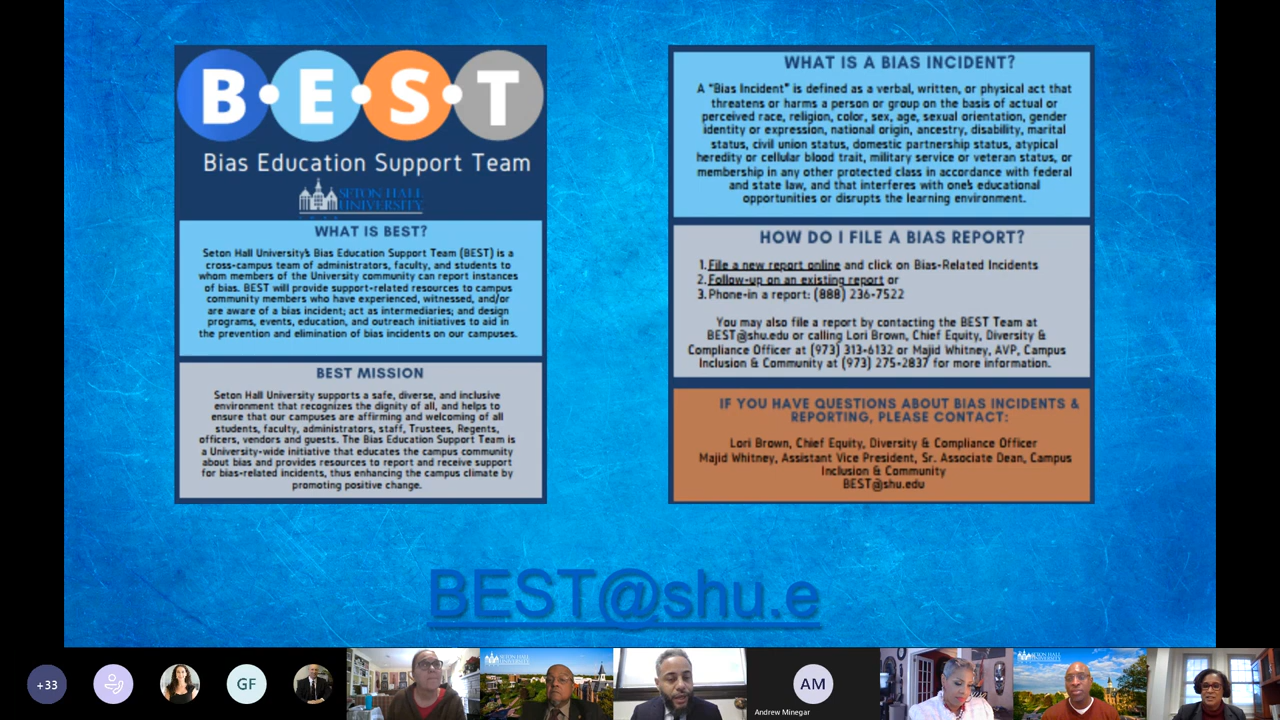 B E S T
Bias Education Support Team
SETON HALL
UNIVERSITY
WHAT IS BEST?
Seton Hall University's Bias Education Support Team (BEST) is a
cross-campus team of administrators, faculty, and students to
whom members of the University community can report instances
of bias. BEST will provide support-related resources to campus
community members who have experienced, witnessed, and/or
are aware of a bias incident; act as intermediaries; and design
programs, events, education, and outreach initiatives to aid in
the prevention and elimination of bias incidents on our campuses.
BEST MISSION
Seton Hall University supports a safe, diverse, and inclusive
environment that recognizes the dignity of all, and helps to
ensure that our campuses are affirming and welcoming of all
students, faculty, administrators, staff, Trustees, Regents,
officers, vendors and guests. The Bias Education Support Team is
a University-wide initiative that educates the campus community
about bias and provides resources to report and receive support
for bias-related incidents, thus enhancing the campus climate by
promoting positive change.
WHAT IS A BIAS INCIDENT?
A "Bias Incident" is defined as a verbal, written, or physical act that
threatens or harms a person or group on the basis of actual or
perceived race, religion, color, sex, age, sexual orientation, gender
identity or expression, national origin, ancestry, disability, marital
status, civil union status, domestic partnership status, atypical
heredity or cellular blood trait, military service or veteran status, or
membership in any other protected class in accordance with federal
and state law, and that interferes with one's educational
opportunities or disrupts the learning environment.
HOW DO I FILE A BIAS REPORT?
1. File a new report online and click on Bias-Related Incidents
2. Follow-up on an existing report or
3. Phone-in a report: (888) 236-7522
You may also file a report by contacting the BEST Team at
BEST@shu.edu or calling Lori Brown, Chief Equity, Diversity &
Compliance Officer at (973) 313-6132 or Majid Whitney, AVP, Campus
Inclusion & Community at (973) 275-2837 for more information.
IF YOU HAVE QUESTIONS ABOUT BIAS INCIDENTS &
REPORTING, PLEASE CONTACT:
Lori Brown, Chief Equity, Diversity & Compliance Officer
Majid Whitney, Assistant Vice President, Sr. Associate Dean, Campus
Inclusion & Community
BEST@shu.edu
BEST@shu.e
+33
GF
SETON HALL
UNIVERSITY
AM
Andrew Minegar
SETON HALL
UNIVERSITY